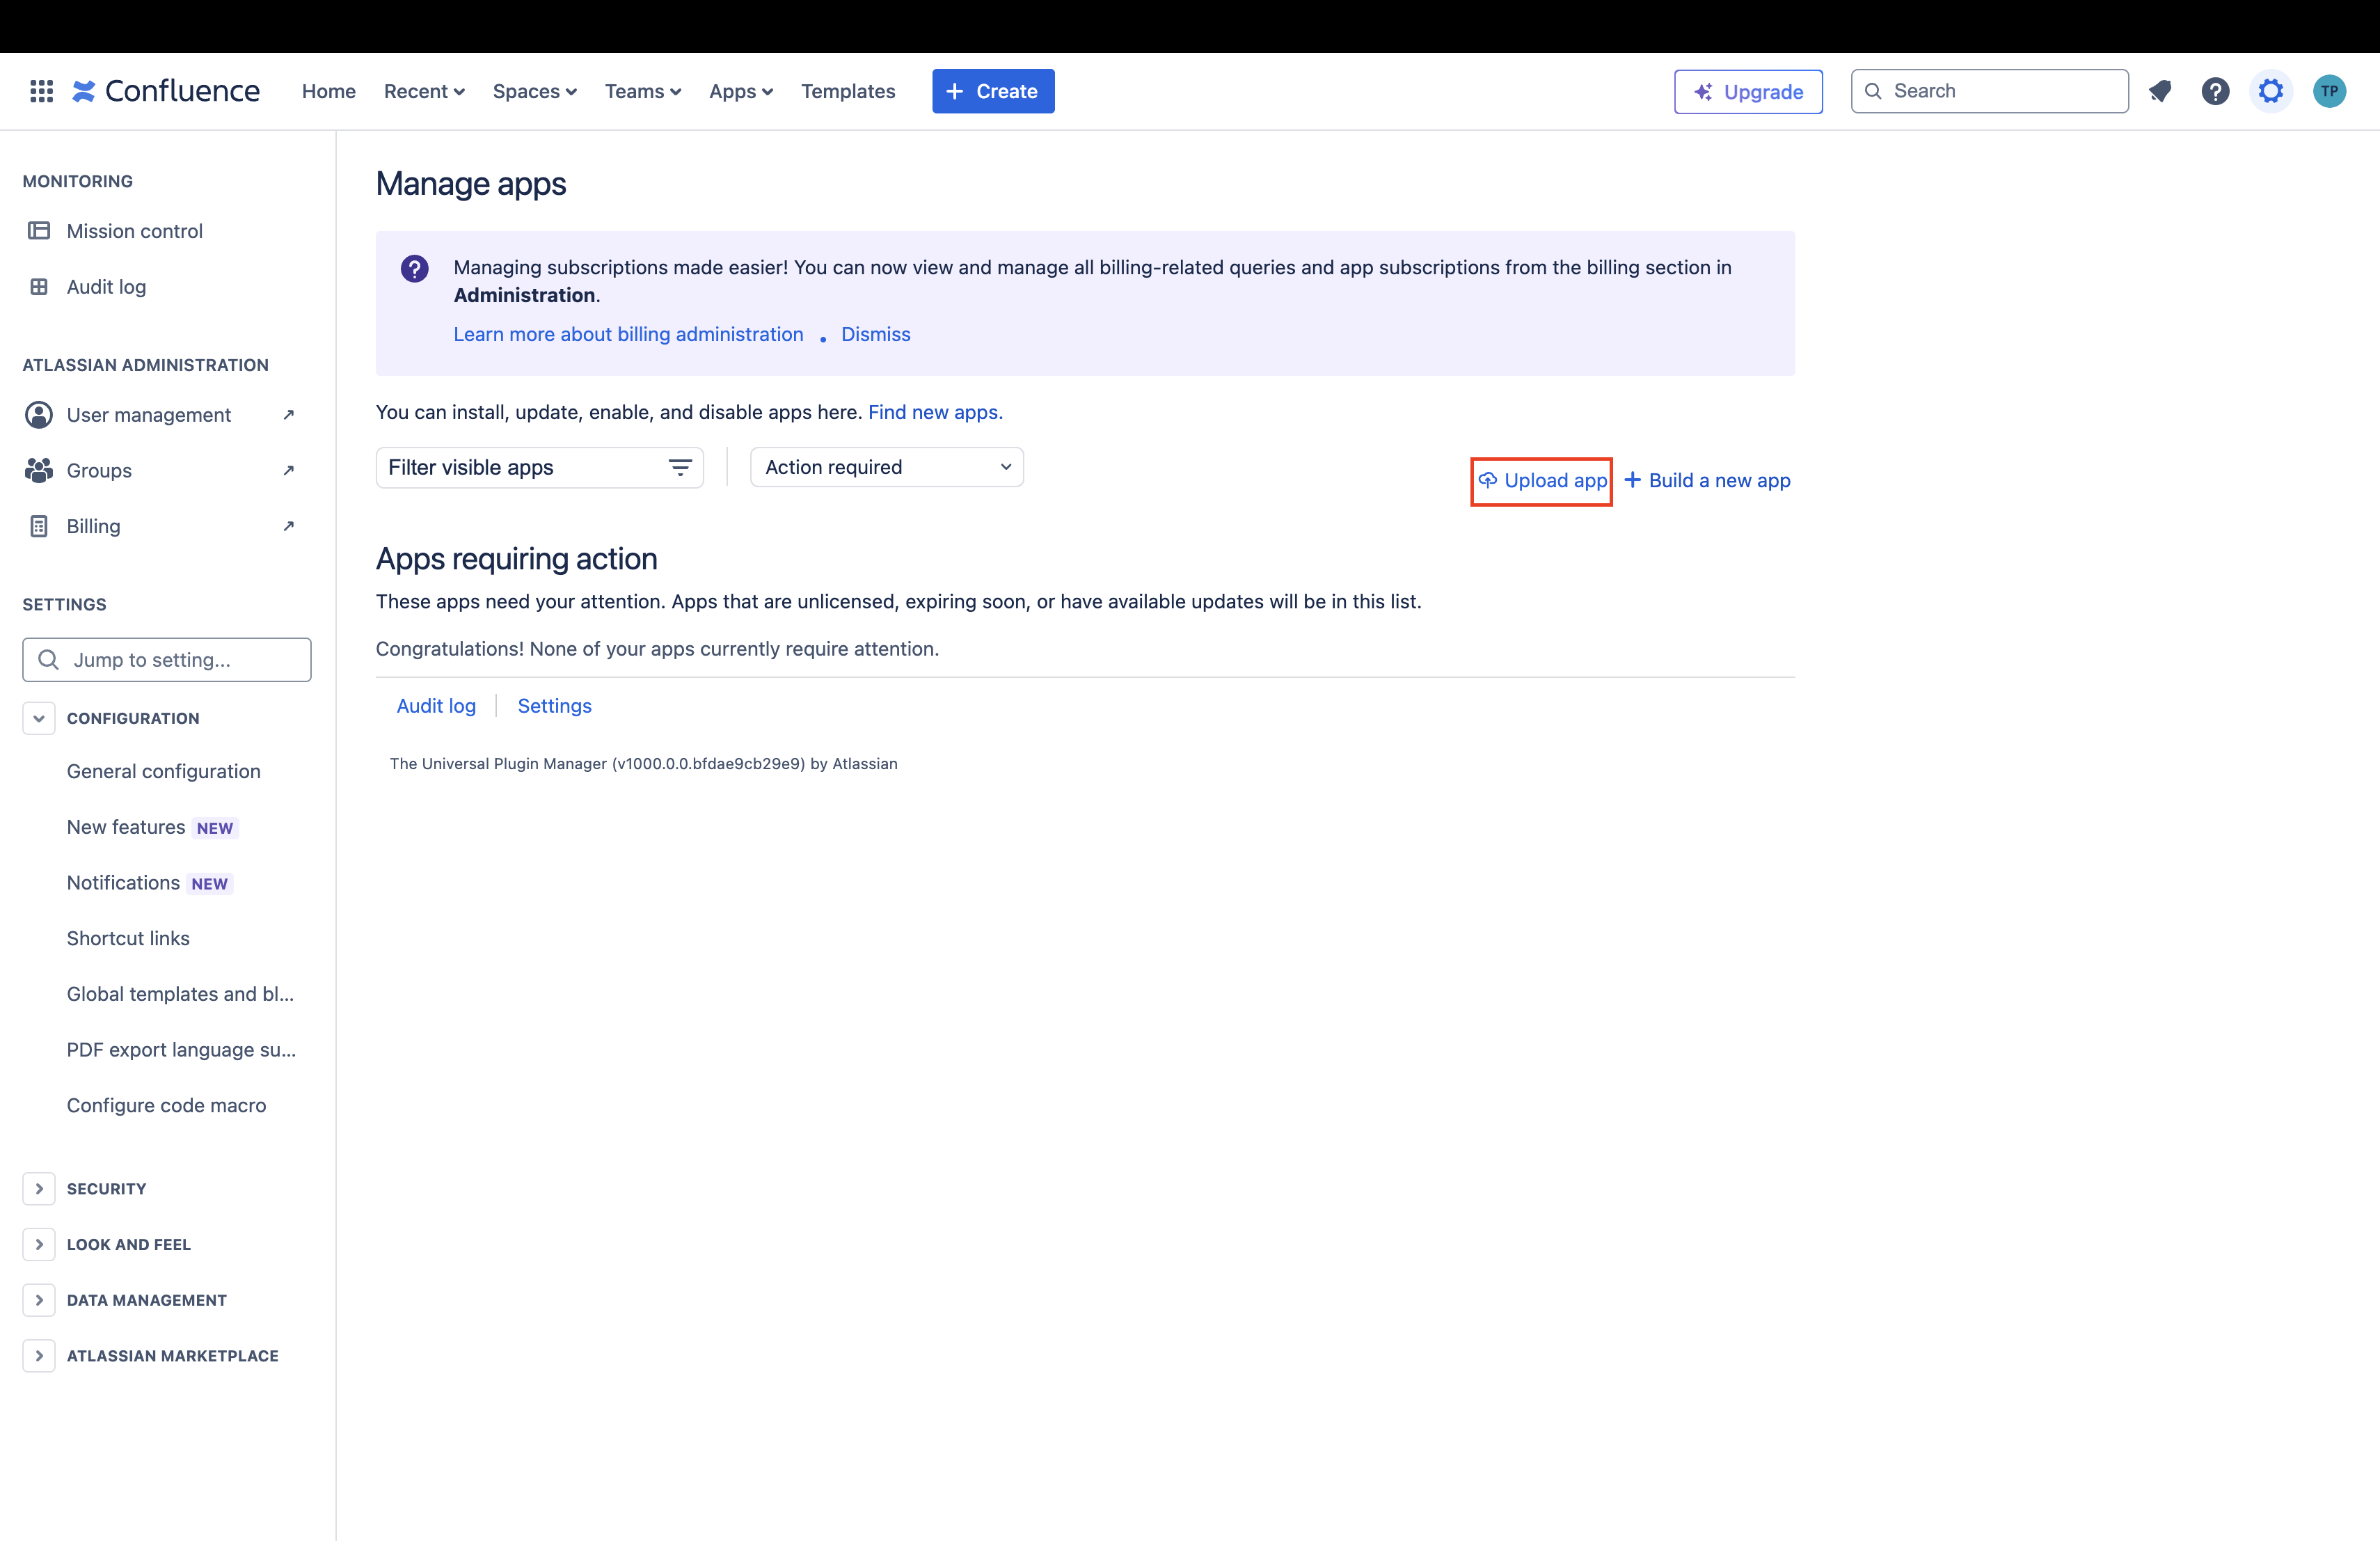 Confluence Home Recent Spaces Teams Apps Templates + Create Upgrade Search ? TP
MONITORING
Mission control
Audit log
ATLASSIAN ADMINISTRATION
User management
Groups
Billing
SETTINGS
Jump to setting...
CONFIGURATION
General configuration
New features NEW
Notifications NEW
Shortcut links
Global templates and bl...
PDF export language su...
Configure code macro
SECURITY
LOOK AND FEEL
DATA MANAGEMENT
ATLASSIAN MARKETPLACE
Manage apps
? Managing subscriptions made easier! You can now view and manage all billing-related queries and app subscriptions from the billing section in
Administration.
Learn more about billing administration . Dismiss
You can install, update, enable, and disable apps here. Find new apps.
Filter visible apps Action required Upload app + Build a new app
Apps requiring action
These apps need your attention. Apps that are unlicensed, expiring soon, or have available updates will be in this list.
Congratulations! None of your apps currently require attention.
Audit log Settings
The Universal Plugin Manager (v1000.0.0.bfdae9cb29e9) by Atlassian